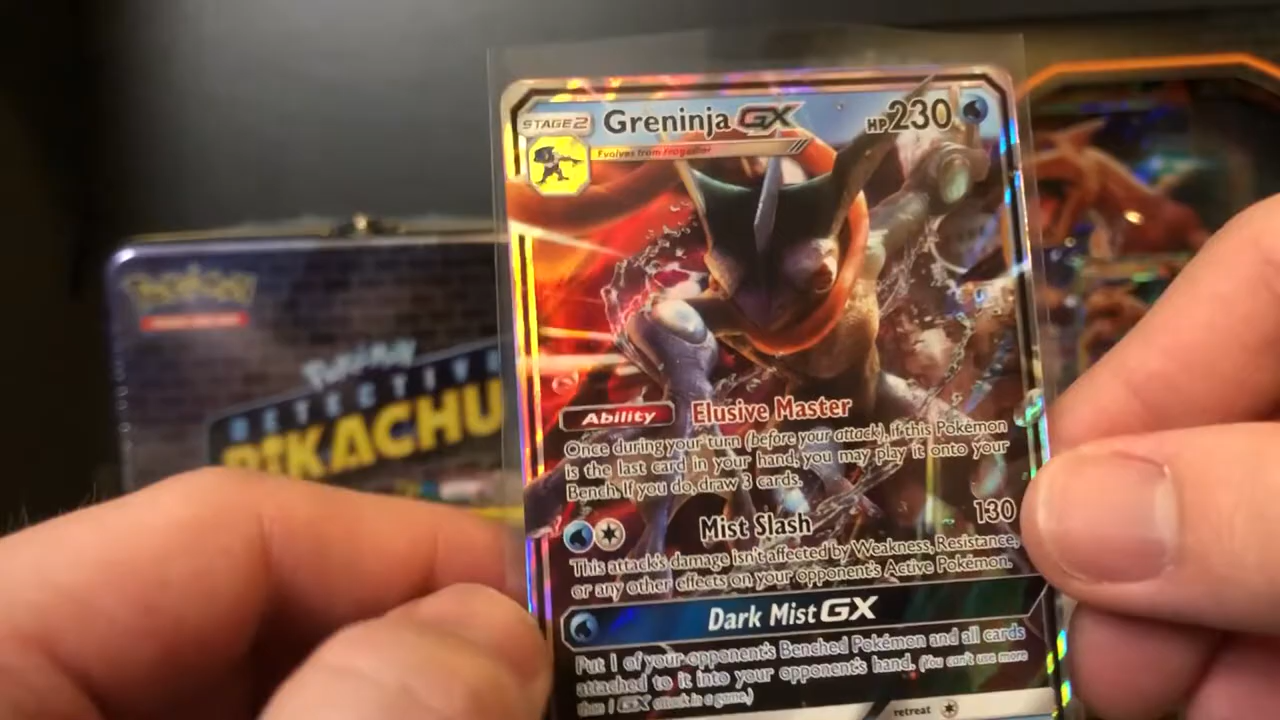 STAGE2 Greninja GX HP230
Evolves from Frogadier
Ability Elusive Master
Once during your turn (before your attack), if this Pokémon
is the last card in your hand, you may play it onto your
Bench. If you do, draw 3 cards.
Mist Slash 130
This attack's damage isn't affected by Weakness, Resistance,
or any other effects on your opponent's Active Pokémon.
Dark Mist GX
Put 1 of your opponent's Benched Pokémon and all cards
attached to it into your opponent's hand. (You can't use more
than 1 GX attack in a game.)
retreat
Pokémon
Pokémon
DETECTIV
PIKACHU